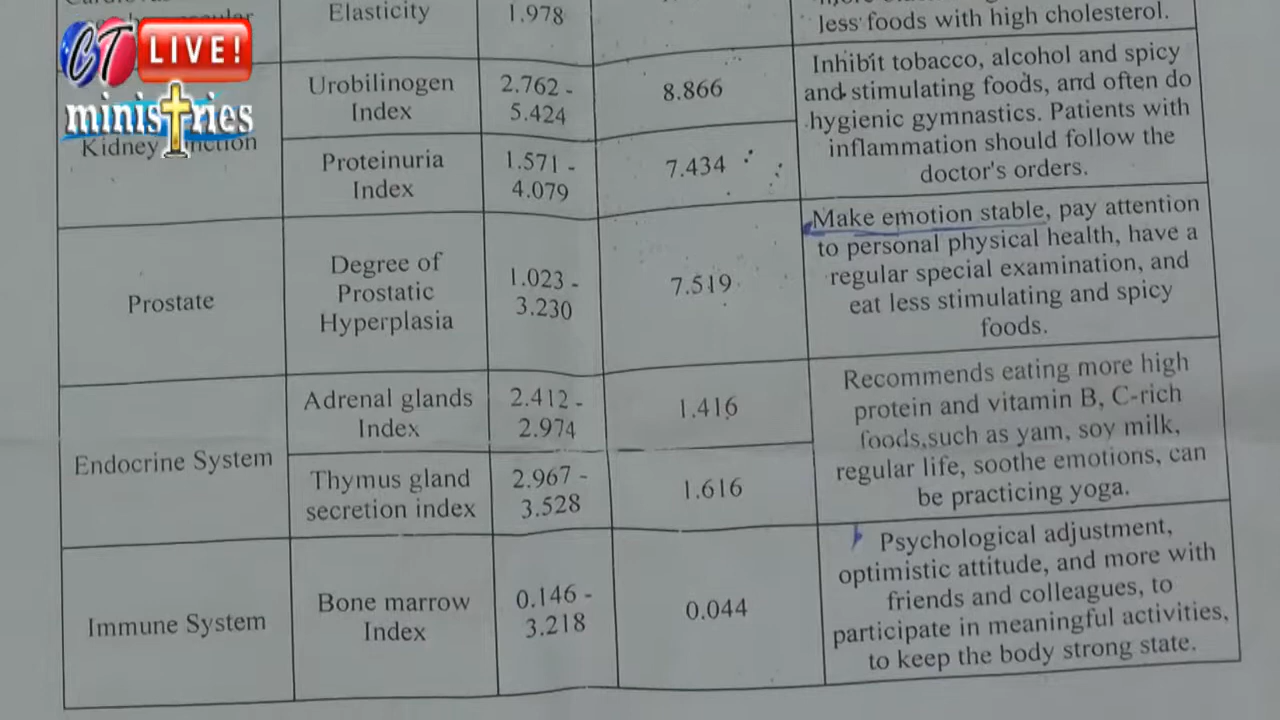 CT LIVE!
ministries
Elasticity
1.978
less foods with high cholesterol.
Kidney
Urobilinogen
Index
2.762 -
5.424
8.866
Inhibit tobacco, alcohol and spicy
and stimulating foods, and often do
hygienic gymnastics. Patients with
inflammation should follow the
doctor's orders.
Proteinuria
Index
1.571 -
4.079
7.434
Prostate
Degree of
Prostatic
Hyperplasia
1.023 -
3.230
7.519
Make emotion stable, pay attention
to personal physical health, have a
regular special examination, and
eat less stimulating and spicy
foods.
Endocrine System
Adrenal glands
Index
2.412 -
2.974
1.416
Recommends eating more high
protein and vitamin B, C-rich
foods,such as yam, soy milk,
regular life, soothe emotions, can
be practicing yoga.
Thymus gland
secretion index
2.967 -
3.528
1.616
Immune System
Bone marrow
Index
0.146 -
3.218
0.044
Psychological adjustment,
optimistic attitude, and more with
friends and colleagues, to
participate in meaningful activities,
to keep the body strong state.